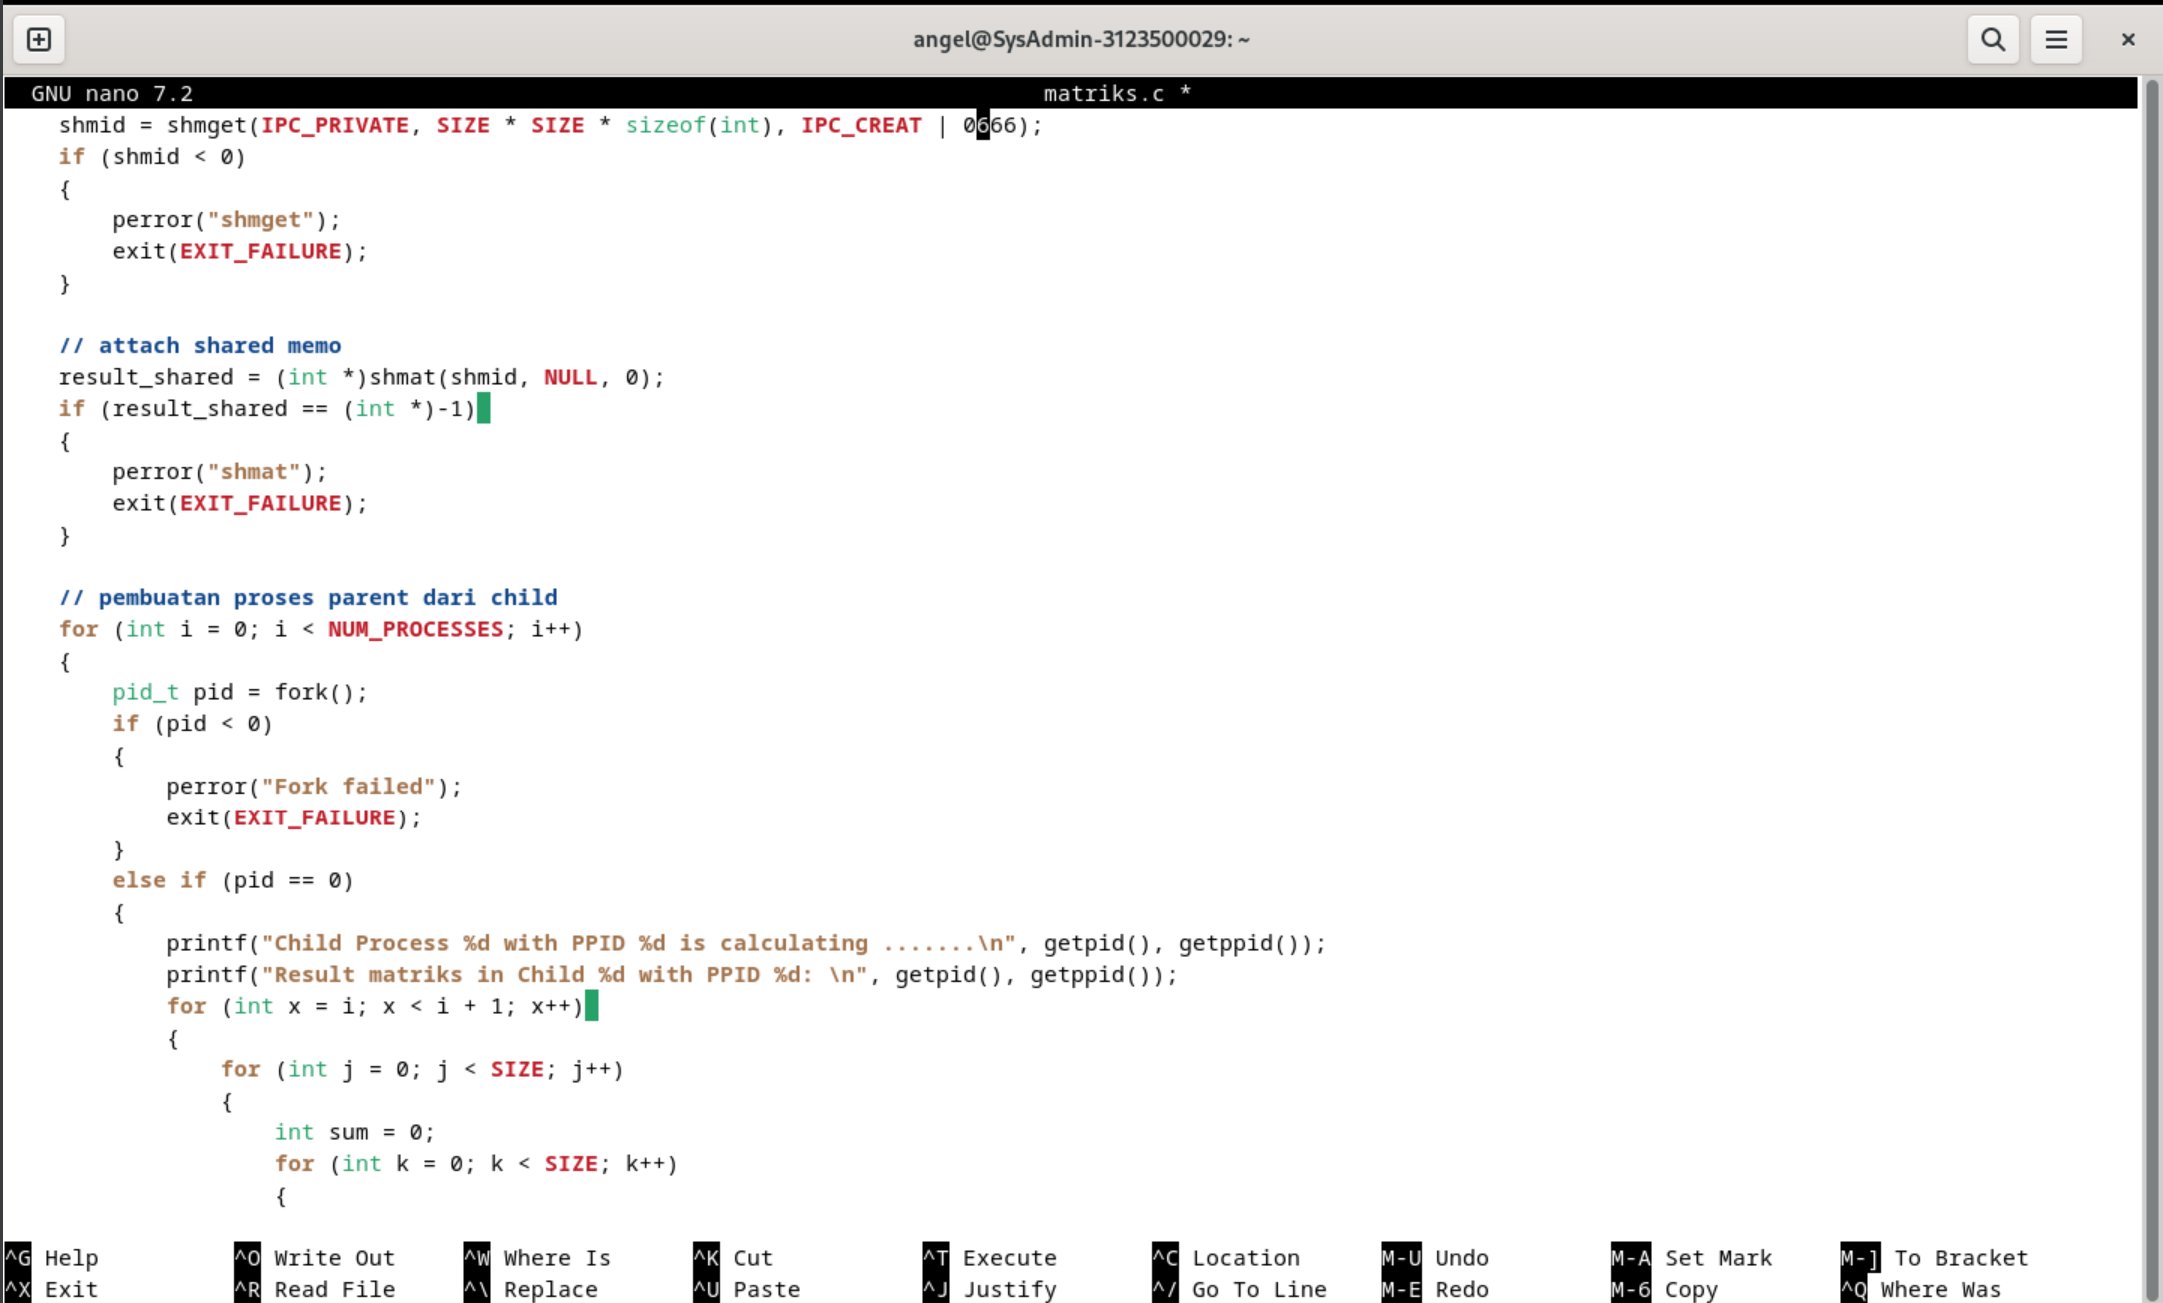 angel@SysAdmin-3123500029: ~
GNU nano 7.2 matriks.c *
shmid = shmget(IPC_PRIVATE, SIZE * SIZE * sizeof(int), IPC_CREAT | 0666);
if (shmid < 0)
{
perror("shmget");
exit(EXIT_FAILURE);
}
// attach shared memo
result_shared = (int *)shmat(shmid, NULL, 0);
if (result_shared == (int *)-1)
{
perror("shmat");
exit(EXIT_FAILURE);
}
// pembuatan proses parent dari child
for (int i = 0; i < NUM_PROCESSES; i++)
{
pid_t pid = fork();
if (pid < 0)
{
perror("Fork failed");
exit(EXIT_FAILURE);
}
else if (pid == 0)
{
printf("Child Process %d with PPID %d is calculating .......\n", getpid(), getppid());
printf("Result matriks in Child %d with PPID %d: \n", getpid(), getppid());
for (int x = i; x < i + 1; x++)
{
for (int j = 0; j < SIZE; j++)
{
int sum = 0;
for (int k = 0; k < SIZE; k++)
{
^G Help ^O Write Out ^W Where Is ^K Cut ^T Execute ^C Location M-U Undo M-A Set Mark M-] To Bracket
^X Exit ^R Read File ^\ Replace ^U Paste ^J Justify ^/ Go To Line M-E Redo M-6 Copy ^Q Where Was